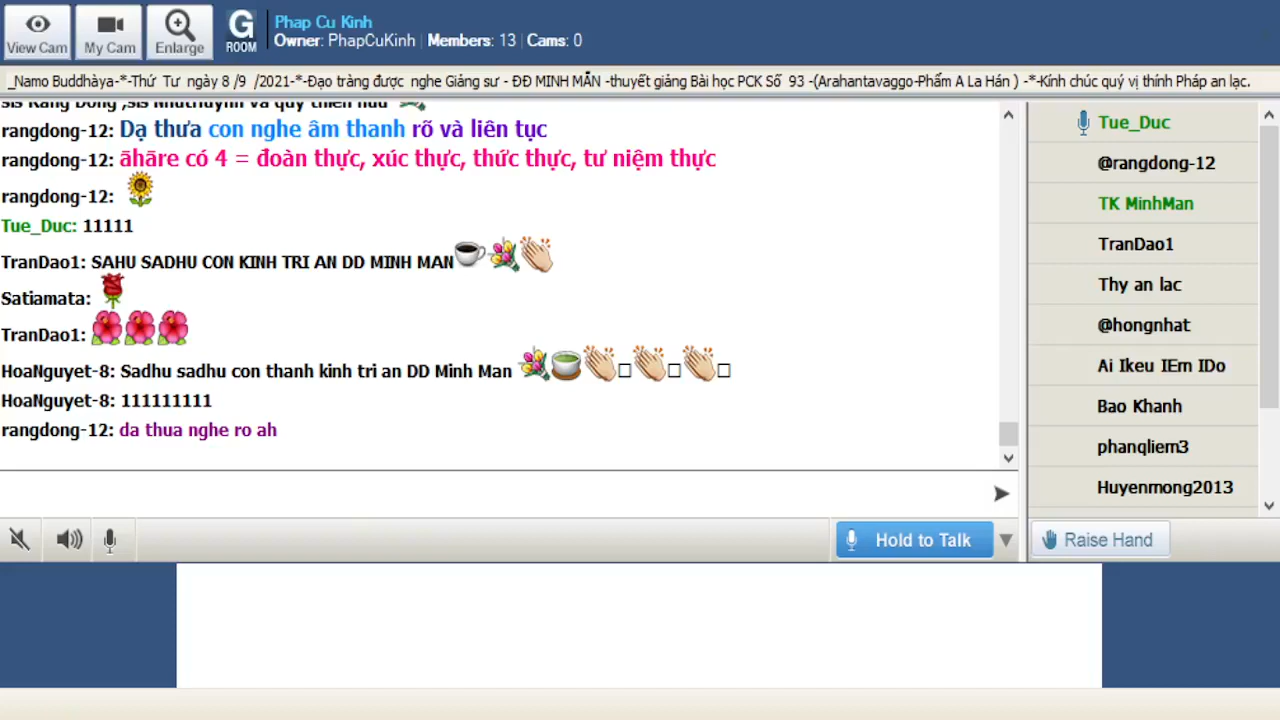 View Cam
My Cam
Enlarge
G
ROOM
Phap Cu Kinh
Owner: PhapCuKinh | Members: 13 | Cams: 0
_Namo Buddhàya-*-Thứ Tư ngày 8 /9 /2021-*-Đạo tràng được nghe Giảng sư - ĐĐ MINH MẪN -thuyết giảng Bài học PCK Số 93 -(Arahantavaggo-Phẩm A La Hán ) -*-Kính chúc quý vị thính Pháp an lạc.
rangdong-12: Dạ thưa con nghe âm thanh rõ và liên tục
rangdong-12: āhāre có 4 = đoàn thực, xúc thực, thức thực, tư niệm thực
rangdong-12:
Tue_Duc: 11111
TranDao1: SAHU SADHU CON KINH TRI AN DD MINH MAN
Satiamata:
TranDao1:
HoaNguyet-8: Sadhu sadhu con thanh kinh tri an DD Minh Man
HoaNguyet-8: 111111111
rangdong-12: da thua nghe ro ah
Tue_Duc
@rangdong-12
TK MinhMan
TranDao1
Thy an lac
@hongnhat
Ai Ikeu IEm IDo
Bao Khanh
phanqliem3
Huyenmong2013
Hold to Talk
Raise Hand